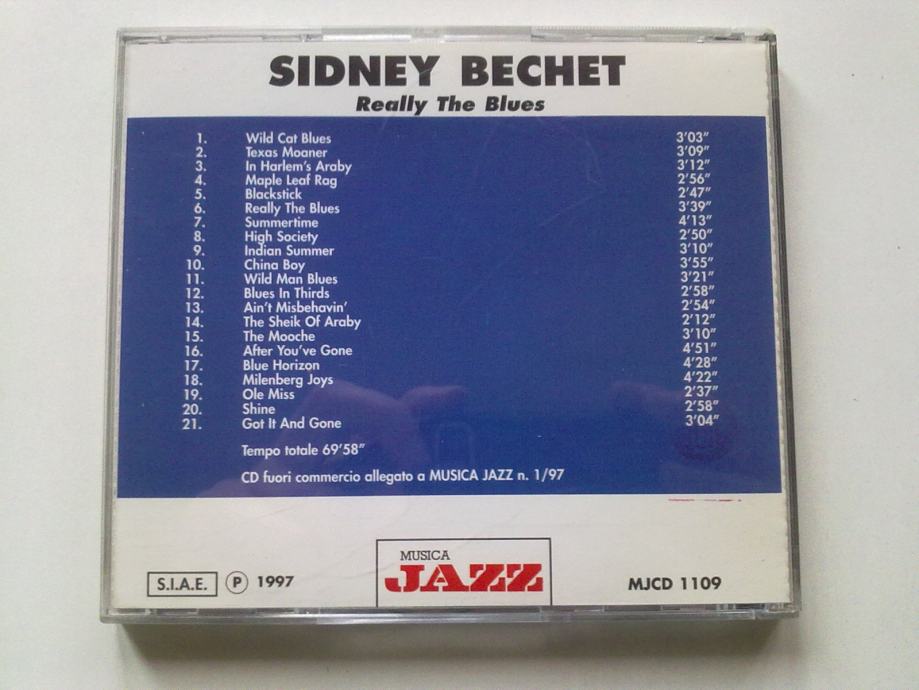 SIDNEY BECHET
Really The Blues
1. Wild Cat Blues 3'03"
2. Texas Moaner 3'09"
3. In Harlem's Araby 3'12"
4. Maple Leaf Rag 2'56"
5. Blackstick 2'47"
6. Really The Blues 3'39"
7. Summertime 4'13"
8. High Society 2'50"
9. Indian Summer 3'10"
10. China Boy 3'55"
11. Wild Man Blues 3'21"
12. Blues In Thirds 2'58"
13. Ain't Misbehavin' 2'54"
14. The Sheik Of Araby 2'12"
15. The Mooche 3'10"
16. After You've Gone 4'51"
17. Blue Horizon 4'28"
18. Milenberg Joys 4'22"
19. Ole Miss 2'37"
20. Shine 2'58"
21. Got It And Gone 3'04"
Tempo totale 69'58"
CD fuori commercio allegato a MUSICA JAZZ n. 1/97
S.I.A.E. Ⓟ 1997
MUSICA
JAZZ
MJCD 1109